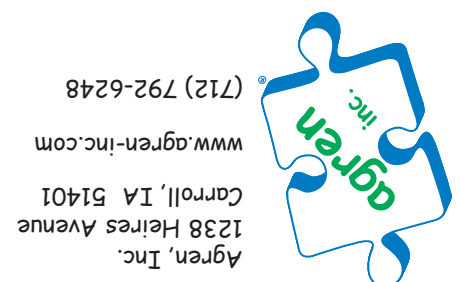 agren
inc.
®
Agren, Inc.
1238 Heires Avenue
Carroll, IA 51401
www.agren-inc.com
(712) 792-6248